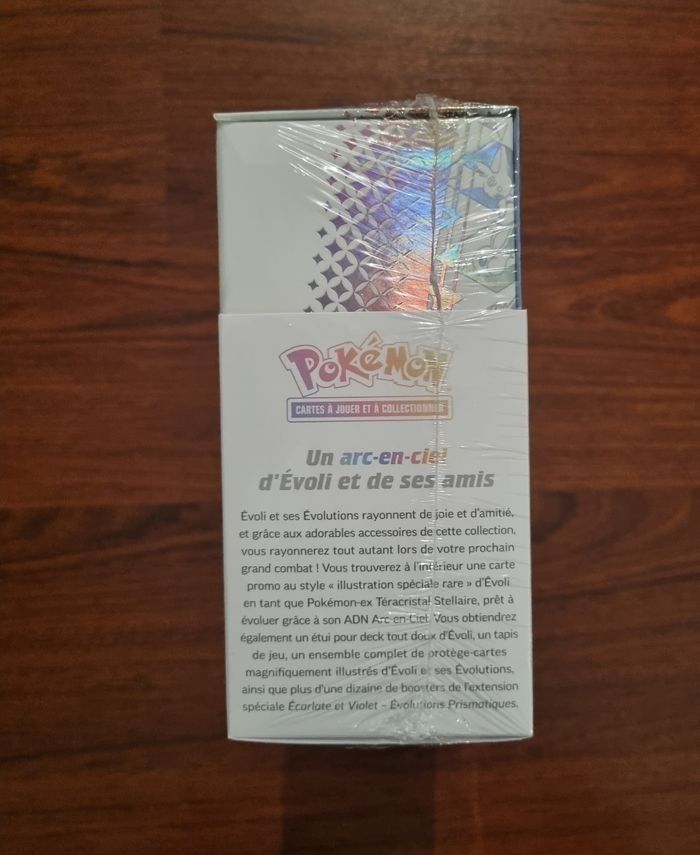 POKéMON
CARTES À JOUER ET À COLLECTIONNER
Un arc-en-ciel
d'Évoli et de ses amis
Évoli et ses Évolutions rayonnent de joie et d'amitié,
et grâce aux adorables accessoires de cette collection,
vous rayonnerez tout autant lors de votre prochain
grand combat ! Vous trouverez à l'intérieur une carte
promo au style « illustration spéciale rare » d'Évoli
en tant que Pokémon-ex Téracristal Stellaire, prêt à
évoluer grâce à son ADN Arc-en-Ciel. Vous obtiendrez
également un étui pour deck tout doux d'Évoli, un tapis
de jeu, un ensemble complet de protège-cartes
magnifiquement illustrés d'Évoli et ses Évolutions,
ainsi que plus d'une dizaine de boosters de l'extension
spéciale Écarlate et Violet – Évolutions Prismatiques.